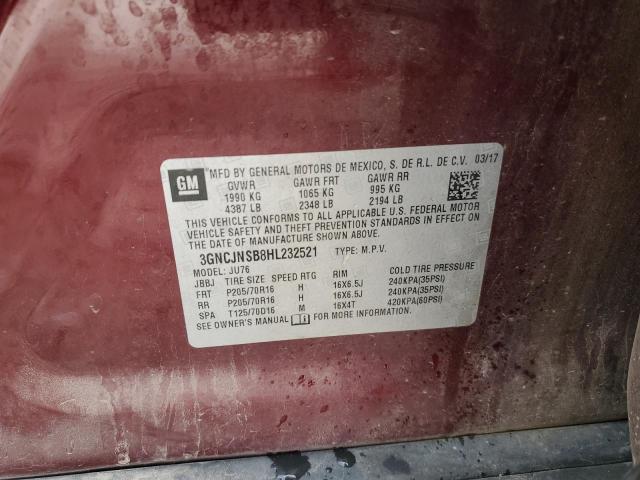 GM
MFD BY GENERAL MOTORS DE MEXICO, S. DE R.L. DE C.V. 03/17
GVWR GAWR FRT GAWR RR
1990 KG 1065 KG 995 KG
4387 LB 2348 LB 2194 LB
THIS VEHICLE CONFORMS TO ALL APPLICABLE U.S. FEDERAL MOTOR
VEHICLE SAFETY AND THEFT PREVENTION STANDARDS IN EFFECT ON
THE DATE OF MANUFACTURE SHOWN ABOVE.
3GNCJNSB8HL232521 TYPE: M.P.V.
MODEL: JU76
JBBJ TIRE SIZE SPEED RTG RIM COLD TIRE PRESSURE
FRT P205/70R16 H 16X6.5J 240KPA(35PSI)
RR P205/70R16 H 16X6.5J 240KPA(35PSI)
SPA T125/70D16 M 16X4T 420KPA(60PSI)
SEE OWNER'S MANUAL FOR MORE INFORMATION.